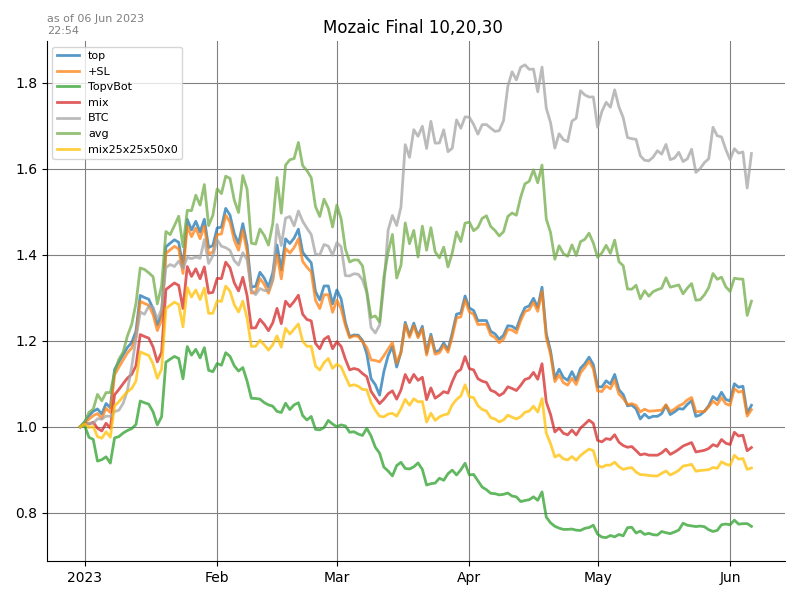 as of 06 Jun 2023
22:54
Mozaic Final 10,20,30
top
+SL
TopvBot
mix
BTC
avg
mix25x25x50x0
1.8
1.6
1.4
1.2
1.0
0.8
2023 Feb Mar Apr May Jun